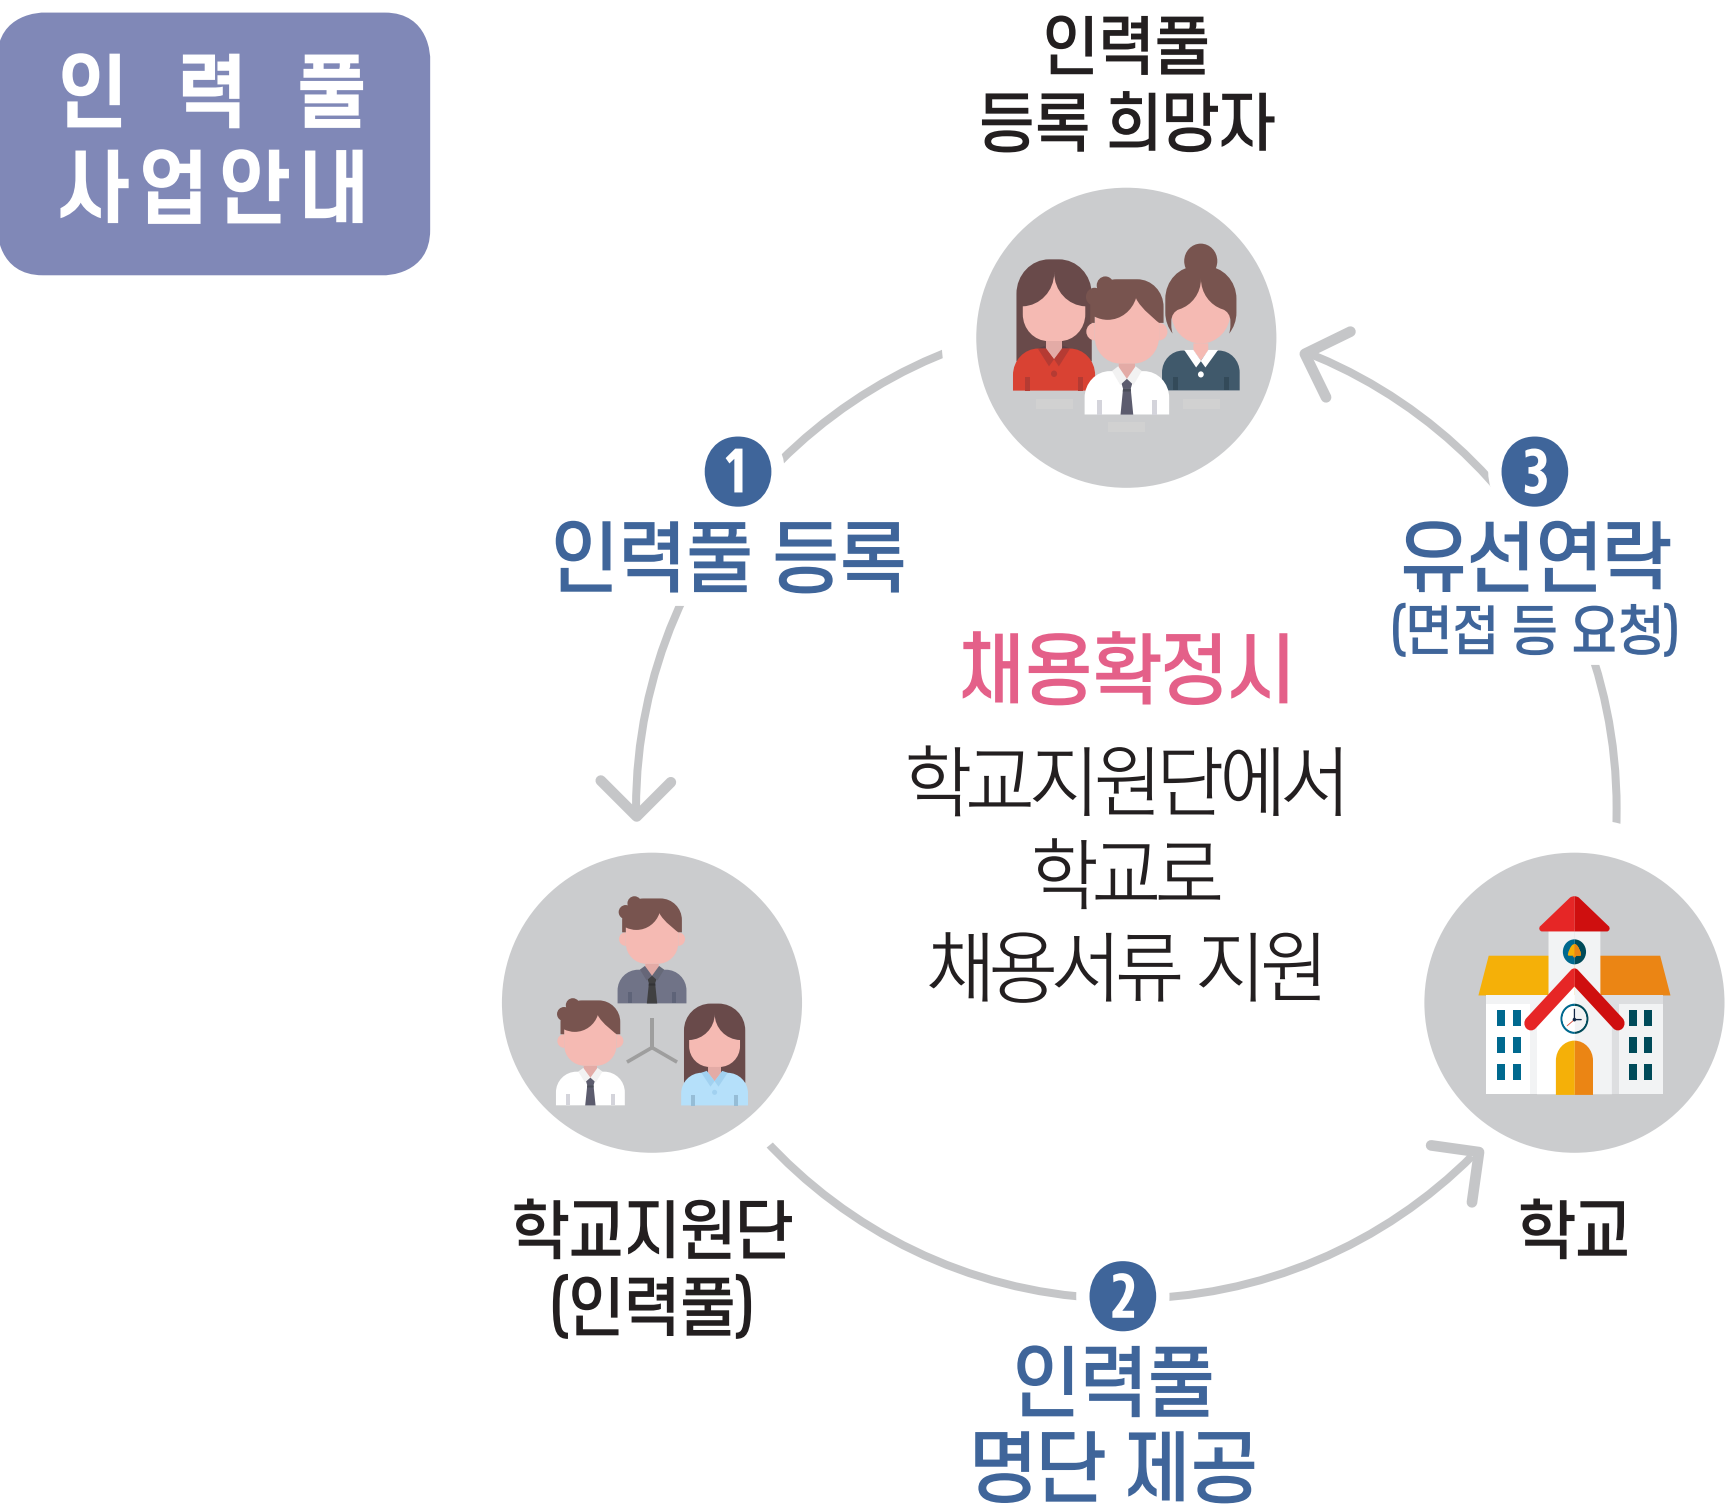 인 력 풀
사업안내
인력풀
등록 희망자
1
인력풀 등록
3
유선연락
(면접 등 요청)
채용확정시
학교지원단에서
학교로
채용서류 지원
학교지원단
(인력풀)
학교
2
인력풀
명단 제공